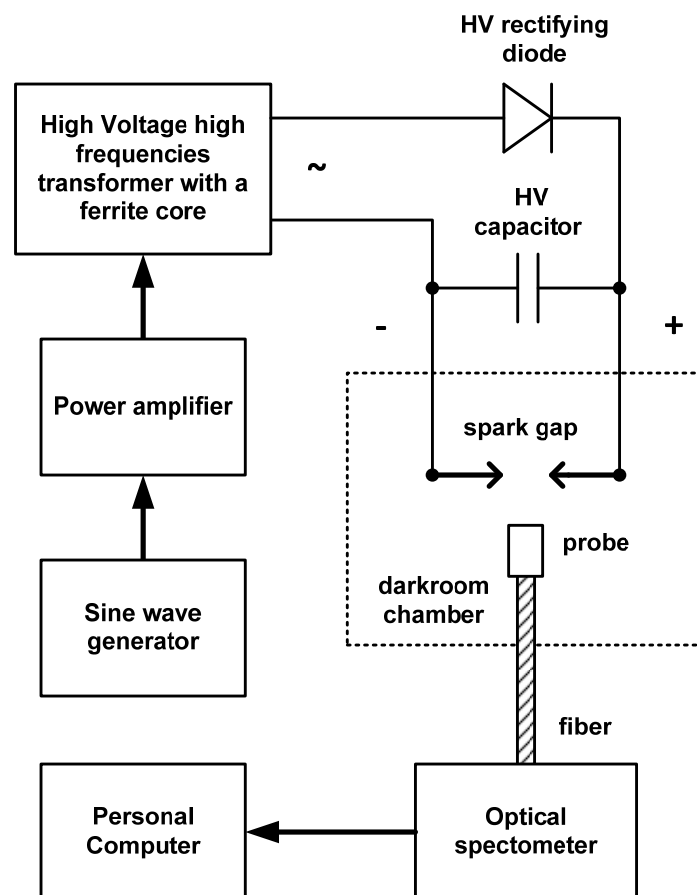 HV rectifying
diode
High Voltage high
frequencies
transformer with a
ferrite core
~
HV
capacitor
-
+
Power amplifier
spark gap
probe
darkroom
chamber
Sine wave
generator
fiber
Personal
Computer
Optical
spectometer